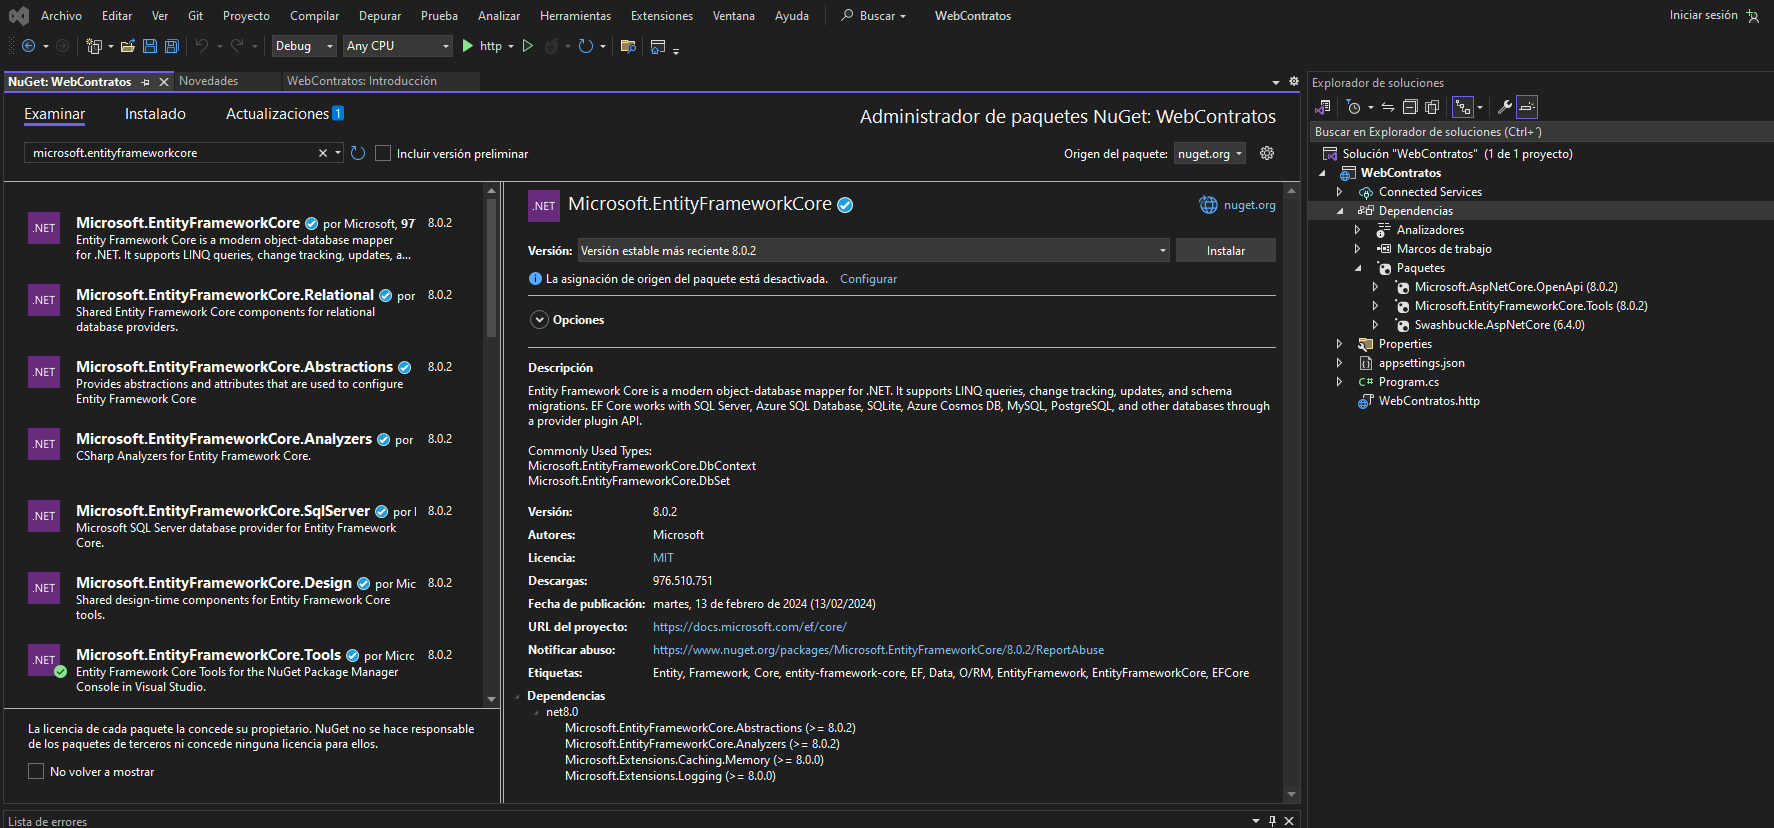 Archivo Editar Ver Git Proyecto Compilar Depurar Prueba Analizar Herramientas Extensiones Ventana Ayuda Buscar WebContratos Iniciar sesión
Debug Any CPU http
NuGet: WebContratos Novedades WebContratos: Introducción
Examinar Instalado Actualizaciones 1
Administrador de paquetes NuGet: WebContratos
microsoft.entityframeworkcore Incluir versión preliminar
Origen del paquete: nuget.org
.NET Microsoft.EntityFrameworkCore por Microsoft, 97 8.0.2
Entity Framework Core is a modern object-database mapper
for .NET. It supports LINQ queries, change tracking, updates, a...
.NET Microsoft.EntityFrameworkCore.Relational por 8.0.2
Shared Entity Framework Core components for relational
database providers.
.NET Microsoft.EntityFrameworkCore.Abstractions 8.0.2
Provides abstractions and attributes that are used to configure
Entity Framework Core
.NET Microsoft.EntityFrameworkCore.Analyzers por 8.0.2
CSharp Analyzers for Entity Framework Core.
.NET Microsoft.EntityFrameworkCore.SqlServer por 8.0.2
Microsoft SQL Server database provider for Entity Framework
Core.
.NET Microsoft.EntityFrameworkCore.Design por Mic 8.0.2
Shared design-time components for Entity Framework Core
tools.
.NET Microsoft.EntityFrameworkCore.Tools por Micro 8.0.2
Entity Framework Core Tools for the NuGet Package Manager
Console in Visual Studio.
La licencia de cada paquete la concede su propietario. NuGet no se hace responsable
de los paquetes de terceros ni concede ninguna licencia para ellos.
No volver a mostrar
.NET Microsoft.EntityFrameworkCore nuget.org
Versión: Versión estable más reciente 8.0.2 Instalar
La asignación de origen del paquete está desactivada. Configurar
Opciones
Descripción
Entity Framework Core is a modern object-database mapper for .NET. It supports LINQ queries, change tracking, updates, and schema
migrations. EF Core works with SQL Server, Azure SQL Database, SQLite, Azure Cosmos DB, MySQL, PostgreSQL, and other databases through
a provider plugin API.
Commonly Used Types:
Microsoft.EntityFrameworkCore.DbContext
Microsoft.EntityFrameworkCore.DbSet
Versión: 8.0.2
Autores: Microsoft
Licencia: MIT
Descargas: 976.510.751
Fecha de publicación: martes, 13 de febrero de 2024 (13/02/2024)
URL del proyecto: https://docs.microsoft.com/ef/core/
Notificar abuso: https://www.nuget.org/packages/Microsoft.EntityFrameworkCore/8.0.2/ReportAbuse
Etiquetas: Entity, Framework, Core, entity-framework-core, EF, Data, O/RM, EntityFramework, EntityFrameworkCore, EFCore
Dependencias
net8.0
Microsoft.EntityFrameworkCore.Abstractions (>= 8.0.2)
Microsoft.EntityFrameworkCore.Analyzers (>= 8.0.2)
Microsoft.Extensions.Caching.Memory (>= 8.0.0)
Microsoft.Extensions.Logging (>= 8.0.0)
Lista de errores
Explorador de soluciones
Buscar en Explorador de soluciones (Ctrl+´)
Solución "WebContratos" (1 de 1 proyecto)
WebContratos
Connected Services
Dependencias
Analizadores
Marcos de trabajo
Paquetes
Microsoft.AspNetCore.OpenApi (8.0.2)
Microsoft.EntityFrameworkCore.Tools (8.0.2)
Swashbuckle.AspNetCore (6.4.0)
Properties
appsettings.json
C# Program.cs
WebContratos.http